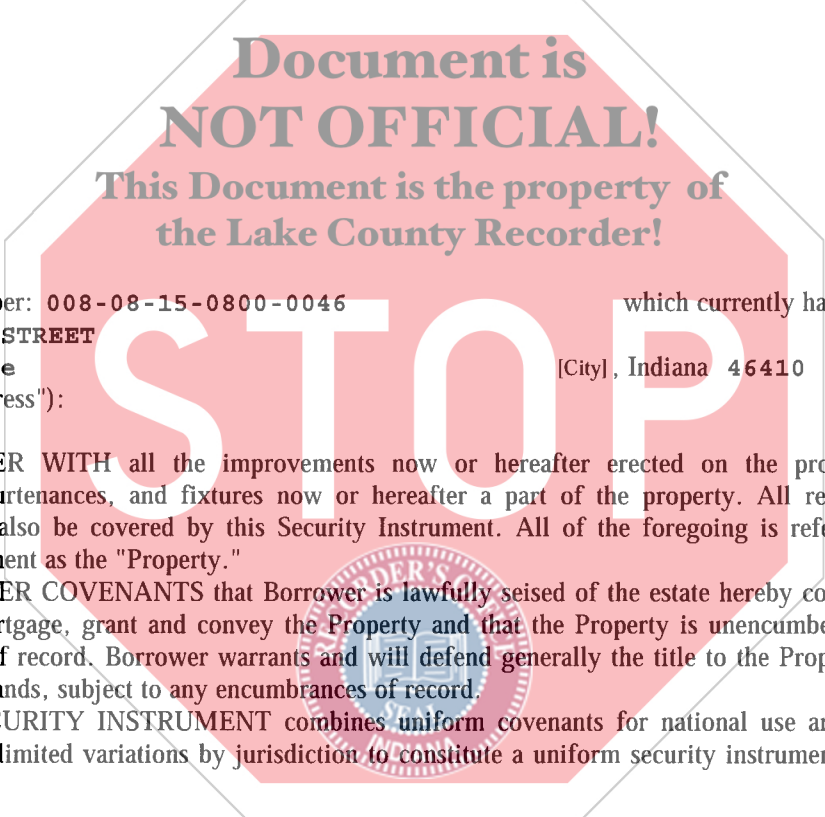 Document is
NOT OFFICIAL!
This Document is the property of
the Lake County Recorder!
STOP
er: 008-08-15-0800-0046 which currently ha
STREET
e [City], Indiana 46410
ress"):
ER WITH all the improvements now or hereafter erected on the pro
urtenances, and fixtures now or hereafter a part of the property. All re
also be covered by this Security Instrument. All of the foregoing is refe
ent as the "Property."
ER COVENANTS that Borrower is lawfully seised of the estate hereby co
rtgage, grant and convey the Property and that the Property is unencumbe
f record. Borrower warrants and will defend generally the title to the Prop
ands, subject to any encumbrances of record.
CURITY INSTRUMENT combines uniform covenants for national use an
limited variations by jurisdiction to constitute a uniform security instrumen
SEAL
INDIANA